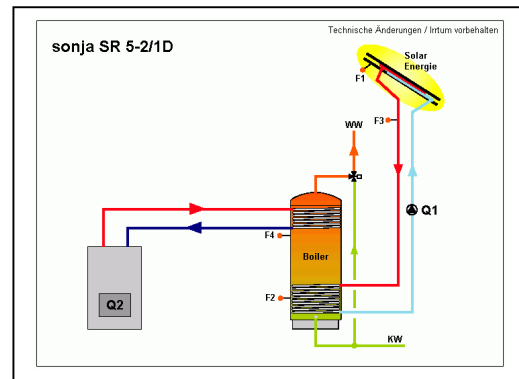 Technische Änderungen / Irrtum vorbehalten
sonja SR 5-2/1D
Solar
Energie
F1
F3
WW
Q1
F4
Boiler
F2
Q2
KW